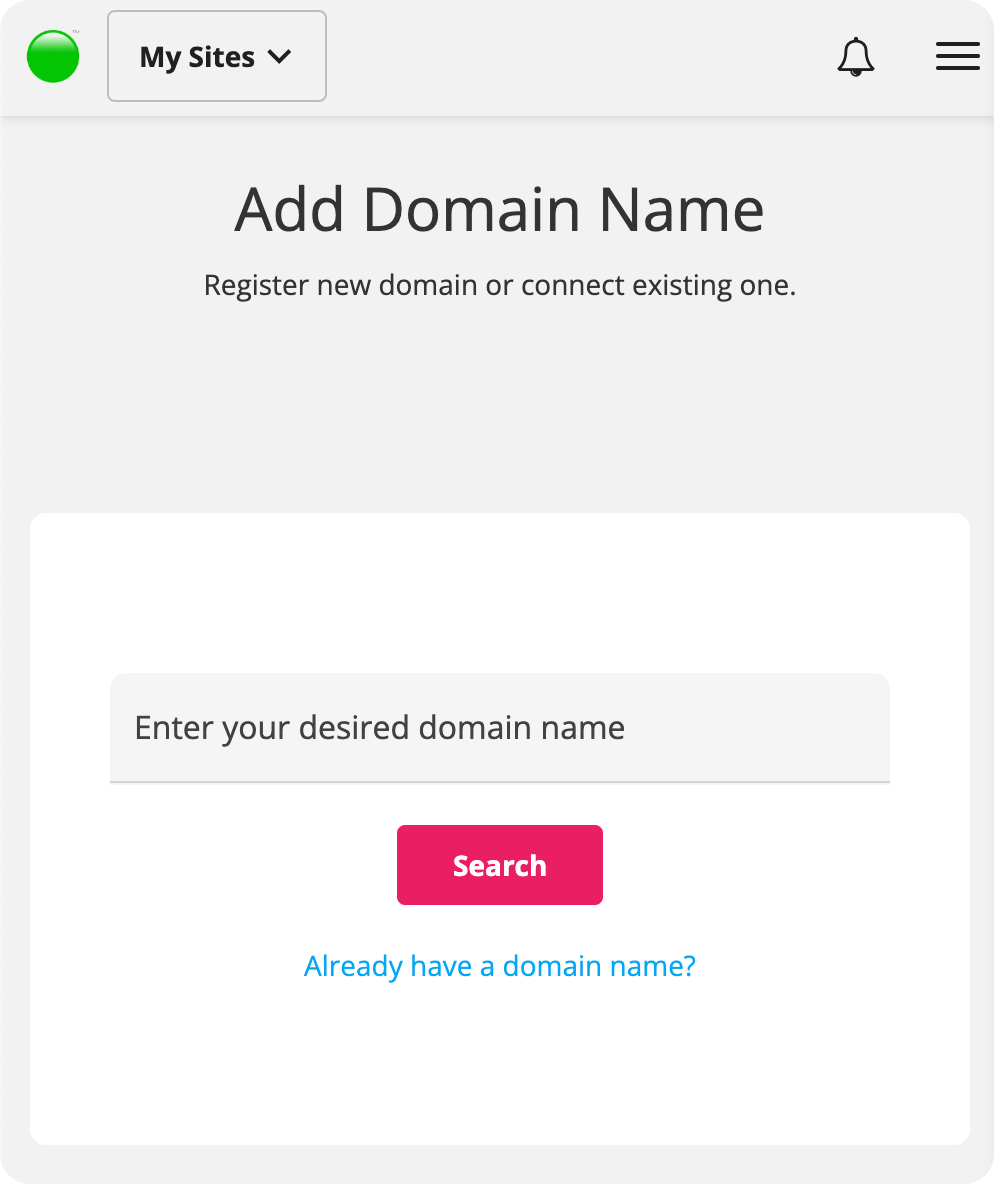 ™
My Sites
Add Domain Name
Register new domain or connect existing one.
Enter your desired domain name
Search
Already have a domain name?